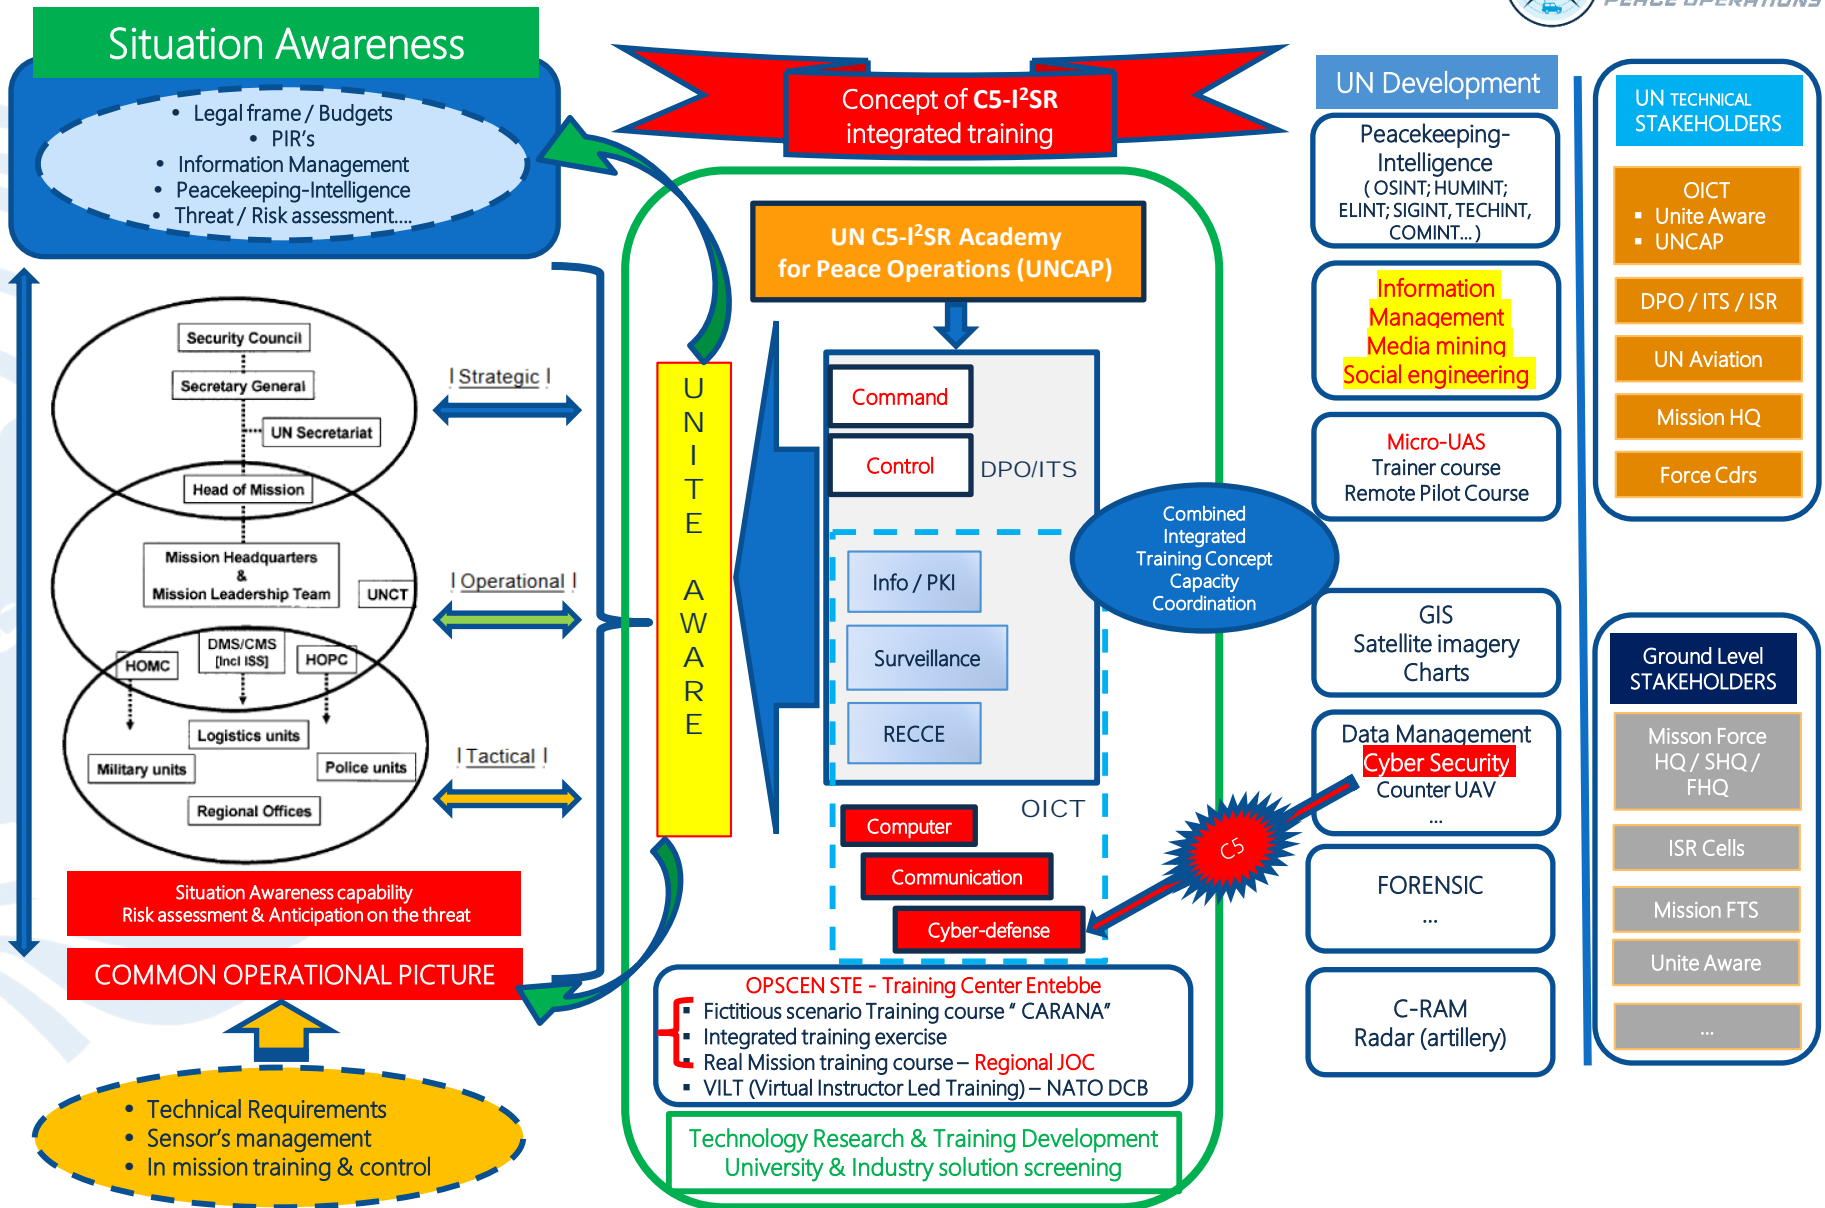 Situation Awareness
• Legal frame / Budgets
• PIR's
• Information Management
• Peacekeeping-Intelligence
• Threat / Risk assessment....
Security Council
Secretary General
UN Secretariat
Head of Mission
Mission Headquarters
&
Mission Leadership Team
UNCT
DMS/CMS
[Incl ISS]
HOMC
HOPC
Logistics units
Military units
Police units
Regional Offices
I Strategic I
I Operational I
I Tactical I
Situation Awareness capability
Risk assessment & Anticipation on the threat
COMMON OPERATIONAL PICTURE
• Technical Requirements
• Sensor's management
• In mission training & control
Concept of C5-I²SR
integrated training
UNITE AWARE
UN C5-I²SR Academy
for Peace Operations (UNCAP)
Command
Control
DPO/ITS
Info / PKI
Surveillance
RECCE
OICT
Computer
Communication
Cyber-defense
Combined
Integrated
Training Concept
Capacity
Coordination
C5
OPSCEN STE - Training Center Entebbe
▪ Fictitious scenario Training course " CARANA"
▪ Integrated training exercise
▪ Real Mission training course – Regional JOC
▪ VILT (Virtual Instructor Led Training) – NATO DCB
Technology Research & Training Development
University & Industry solution screening
UN Development
Peacekeeping-
Intelligence
( OSINT; HUMINT;
ELINT; SIGINT, TECHINT,
COMINT... )
Information
Management
Media mining
Social engineering
Micro-UAS
Trainer course
Remote Pilot Course
GIS
Satellite imagery
Charts
Data Management
Cyber Security
Counter UAV
...
FORENSIC
...
C-RAM
Radar (artillery)
PEACE OPERATIONS
UN TECHNICAL
STAKEHOLDERS
OICT
▪ Unite Aware
▪ UNCAP
DPO / ITS / ISR
UN Aviation
Mission HQ
Force Cdrs
Ground Level
STAKEHOLDERS
Misson Force
HQ / SHQ /
FHQ
ISR Cells
Mission FTS
Unite Aware
...